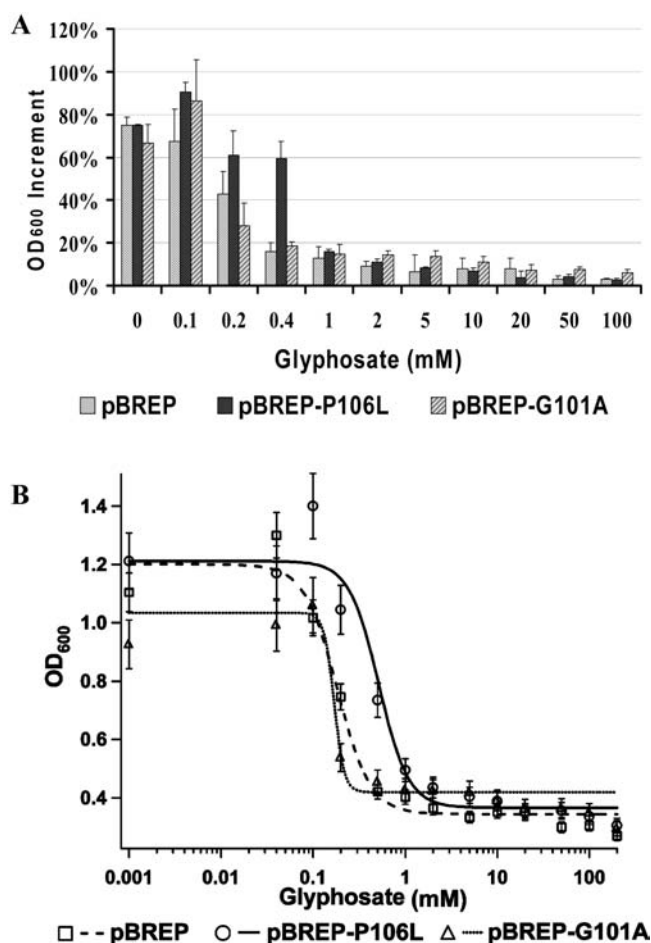 A
120%
100%
80%
60%
40%
20%
0%
OD600 Increment
0 0.1 0.2 0.4 1 2 5 10 20 50 100
Glyphosate (mM)
pBREP pBREP-P106L pBREP-G101A
B
1.4
1.2
1.0
0.8
0.6
0.4
OD600
0.001 0.01 0.1 1 10 100
Glyphosate (mM)
pBREP pBREP-P106L pBREP-G101A